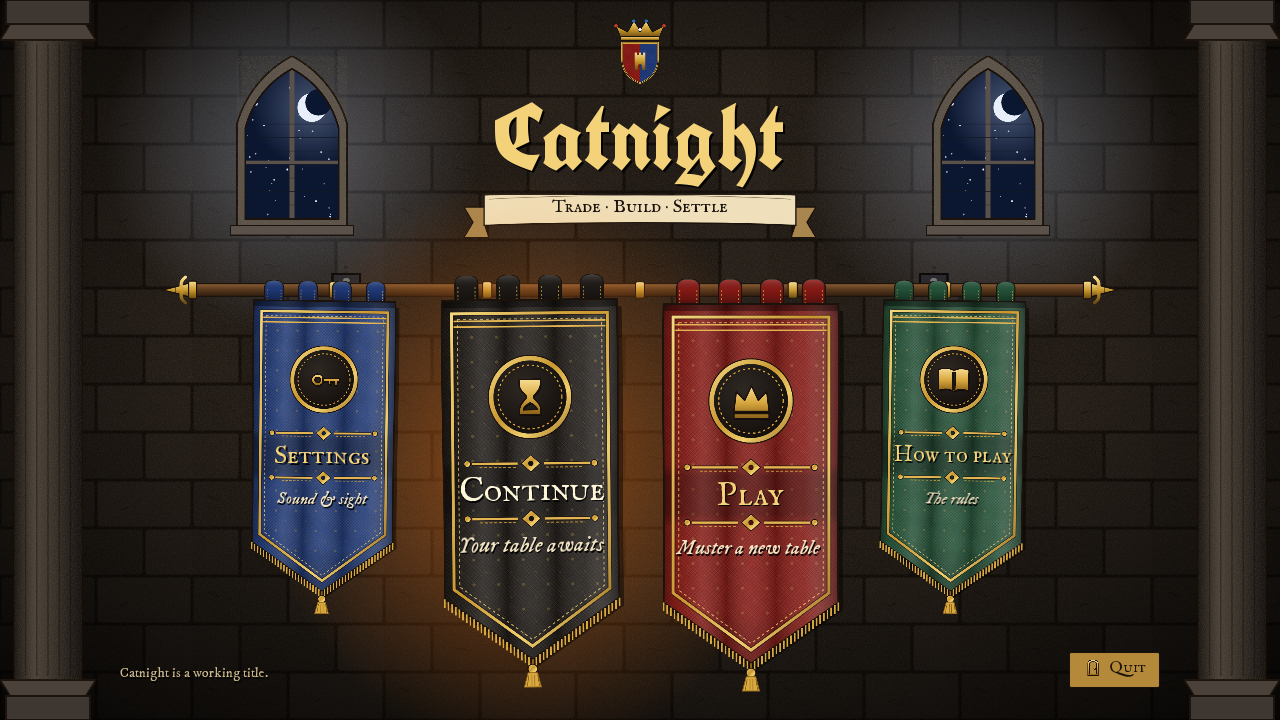 Catnight
Trade · Build · Settle
Settings
Sound & sight
Continue
Your table awaits
Play
Muster a new table
How to play
The rules
Catnight is a working title.
Quit